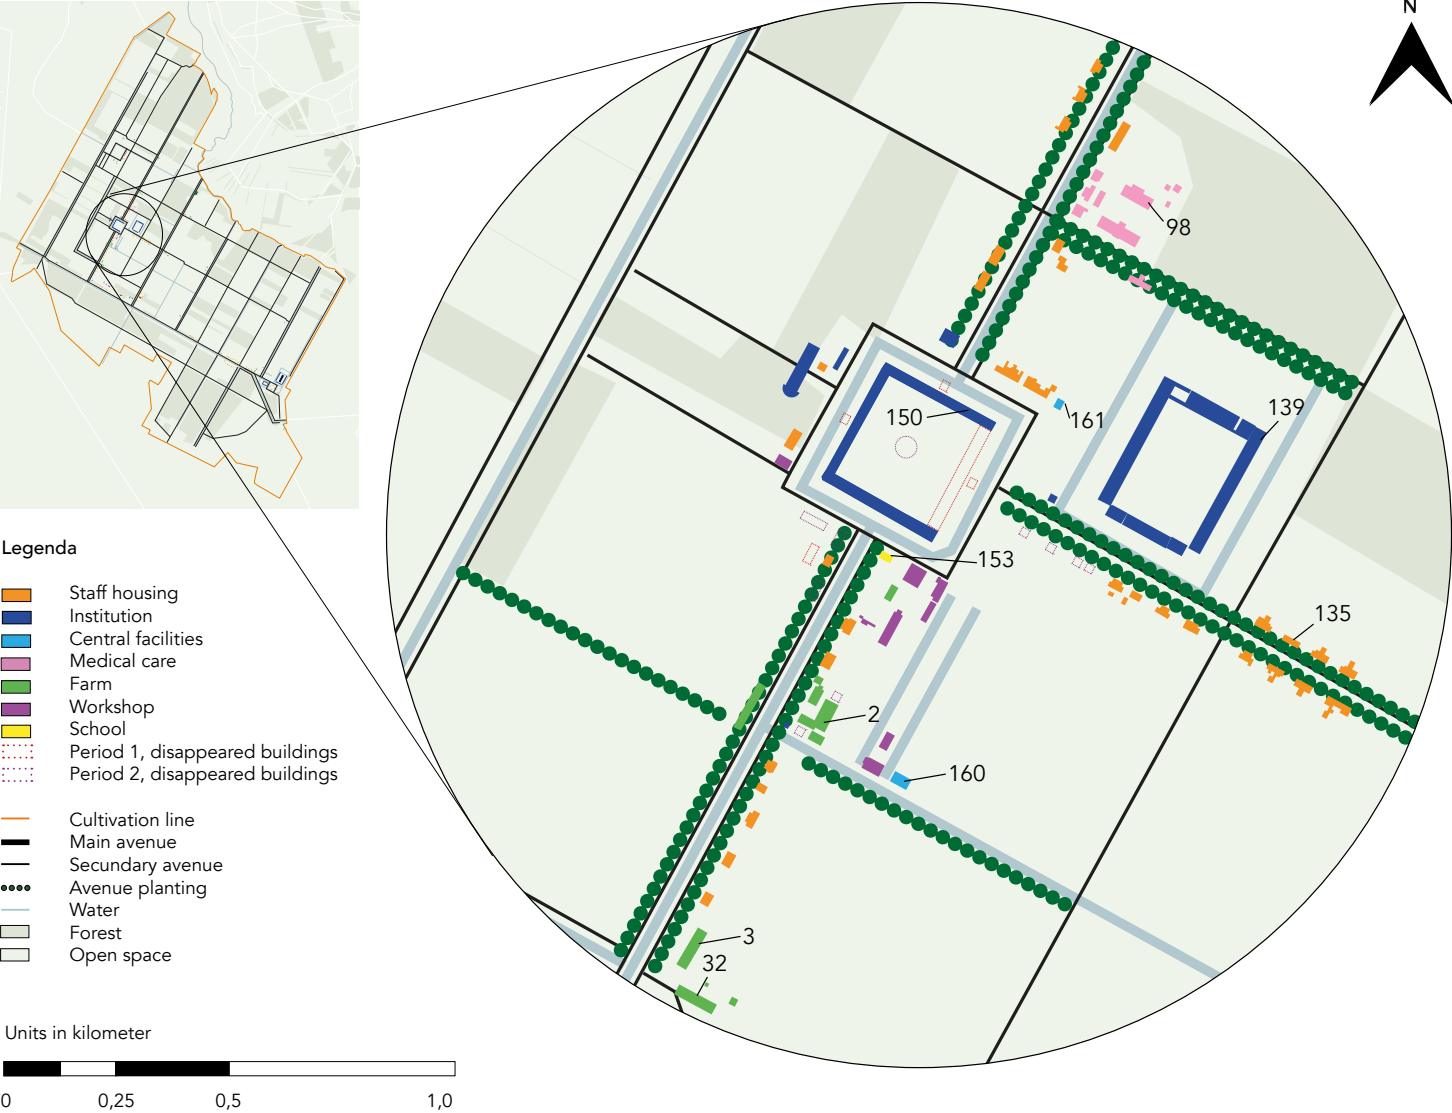 N
98
139
150
161
153
135
2
160
3
32
Legenda
Staff housing
Institution
Central facilities
Medical care
Farm
Workshop
School
Period 1, disappeared buildings
Period 2, disappeared buildings
Cultivation line
Main avenue
Secundary avenue
Avenue planting
Water
Forest
Open space
Units in kilometer
0 0,25 0,5 1,0